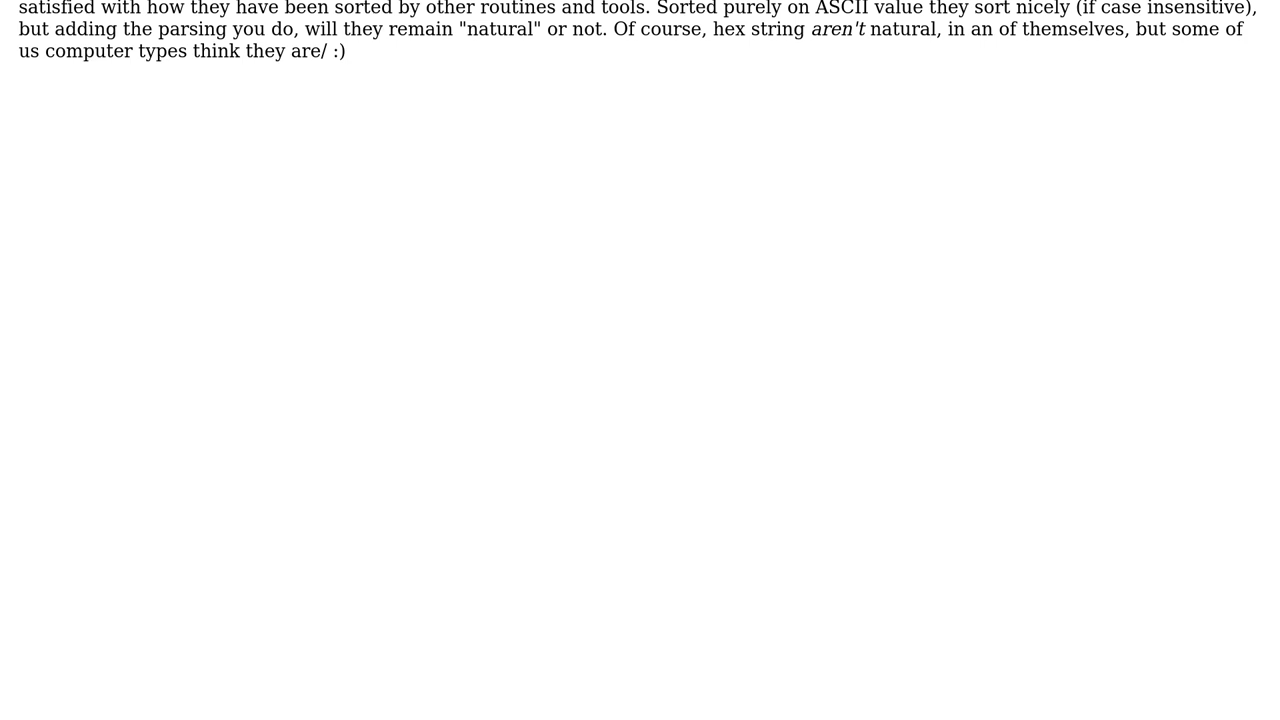 satisfied with how they have been sorted by other routines and tools. Sorted purely on ASCII value they sort nicely (if case insensitive),
but adding the parsing you do, will they remain "natural" or not. Of course, hex string aren't natural, in an of themselves, but some of
us computer types think they are/ :)